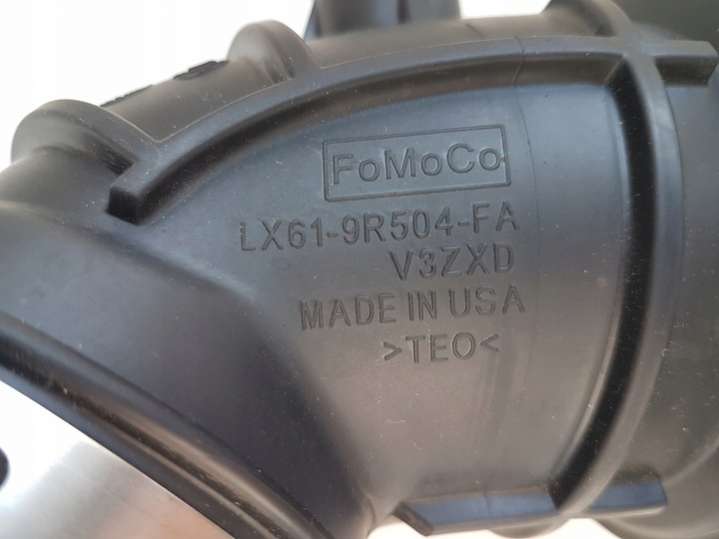 FoMoCo
LX61-9R504-FA
V3ZXD
MADE IN USA
>TEO<